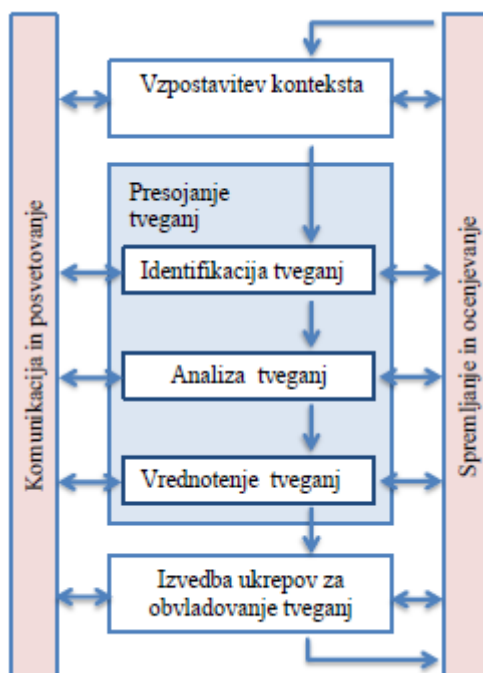 Komunikacija in posvetovanje
Vzpostavitev konteksta
Presojanje
tveganj
Identifikacija tveganj
Analiza tveganj
Vrednotenje tveganj
Izvedba ukrepov za
obvladovanje tveganj
Spremljanje in ocenjevanje